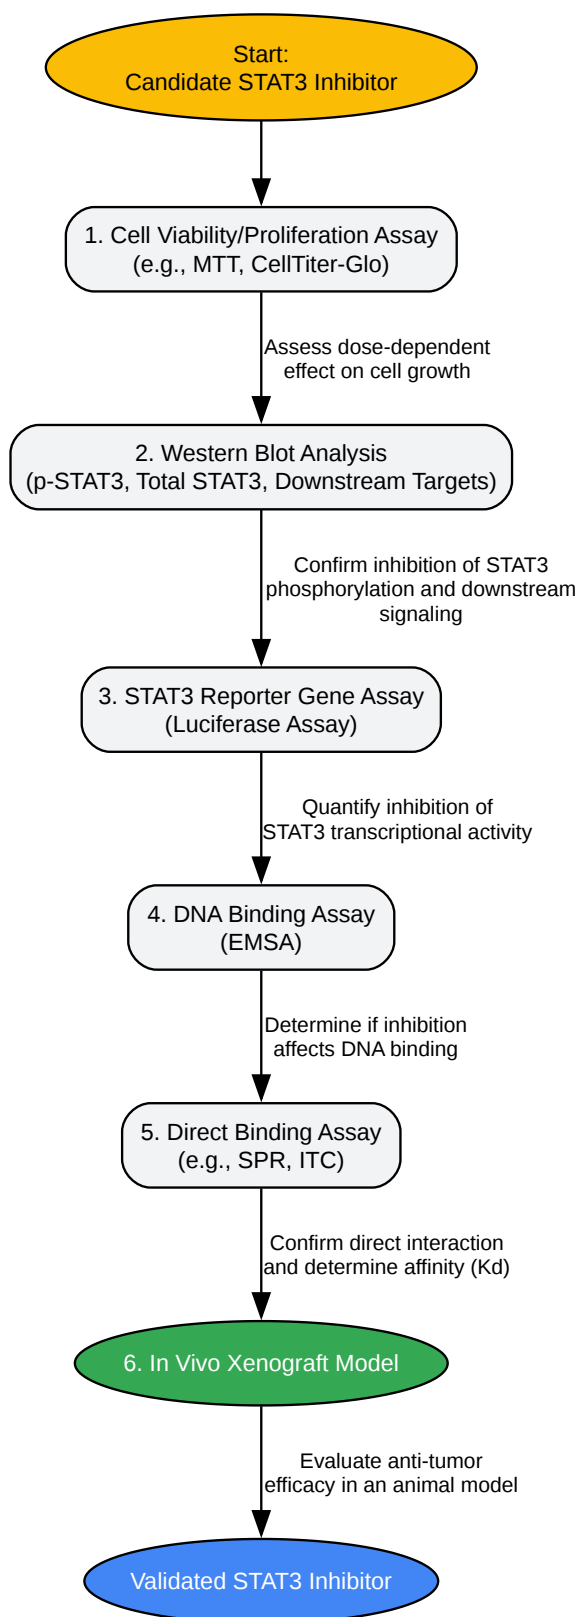 Start:
Candidate STAT3 Inhibitor
1. Cell Viability/Proliferation Assay
(e.g., MTT, CellTiter-Glo)
Assess dose-dependent
effect on cell growth
2. Western Blot Analysis
(p-STAT3, Total STAT3, Downstream Targets)
Confirm inhibition of STAT3
phosphorylation and downstream
signaling
3. STAT3 Reporter Gene Assay
(Luciferase Assay)
Quantify inhibition of
STAT3 transcriptional activity
4. DNA Binding Assay
(EMSA)
Determine if inhibition
affects DNA binding
5. Direct Binding Assay
(e.g., SPR, ITC)
Confirm direct interaction
and determine affinity (Kd)
6. In Vivo Xenograft Model
Evaluate anti-tumor
efficacy in an animal model
Validated STAT3 Inhibitor